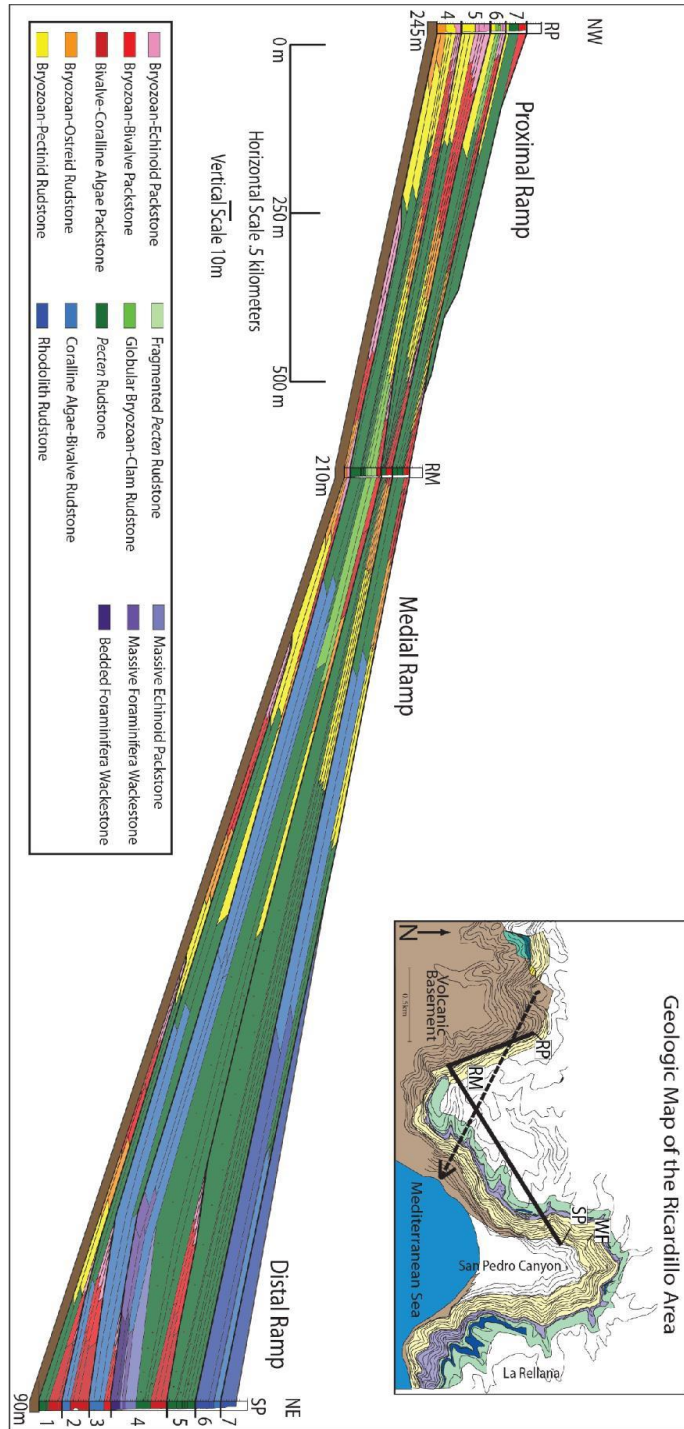 NW
RP
4
5
6
7
245m
Proximal Ramp
0 m
250 m
500 m
Horizontal Scale .5 kilometers
Vertical Scale 10m
RM
210m
Medial Ramp
Distal Ramp
NE
SP
1
2
3
4
5
6
7
90m
Bryozoan-Echinoid Packstone
Bryozoan-Bivalve Packstone
Bivalve-Coralline Algae Packstone
Bryozoan-Ostreid Rudstone
Bryozoan-Pectinid Rudstone
Fragmented Pecten Rudstone
Globular Bryozoan-Clam Rudstone
Pecten Rudstone
Coralline Algae-Bivalve Rudstone
Rhodolith Rudstone
Massive Echinoid Packstone
Massive Foraminifera Wackestone
Bedded Foraminifera Wackestone
Geologic Map of the Ricardillo Area
RP
RM
WP
SP
San Pedro Canyon
La Rellana
Volcanic
Basement
Mediterranean Sea
N